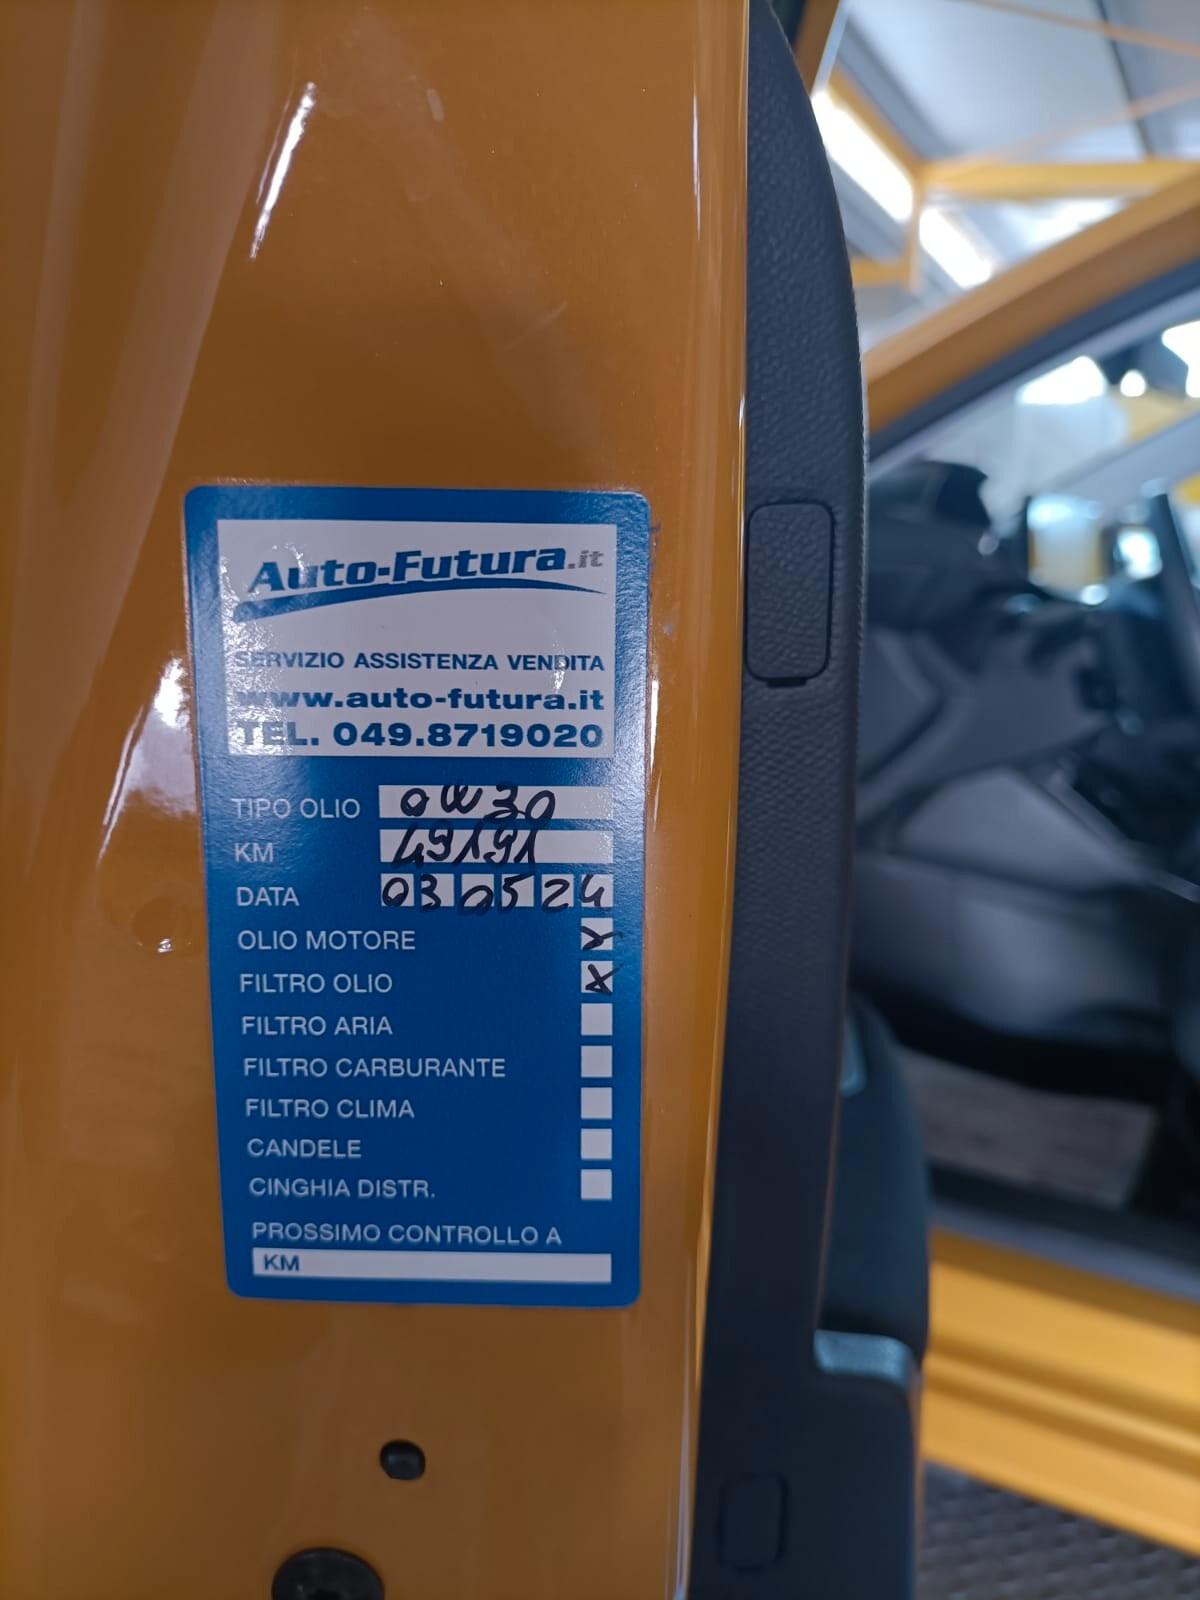 Auto-Futura.it
SERVIZIO ASSISTENZA VENDITA
www.auto-futura.it
TEL. 049.8719020
TIPO OLIO 0W30
KM 49191
DATA 03 05 24
OLIO MOTORE X
FILTRO OLIO X
FILTRO ARIA
FILTRO CARBURANTE
FILTRO CLIMA
CANDELE
CINGHIA DISTR.
PROSSIMO CONTROLLO A
KM